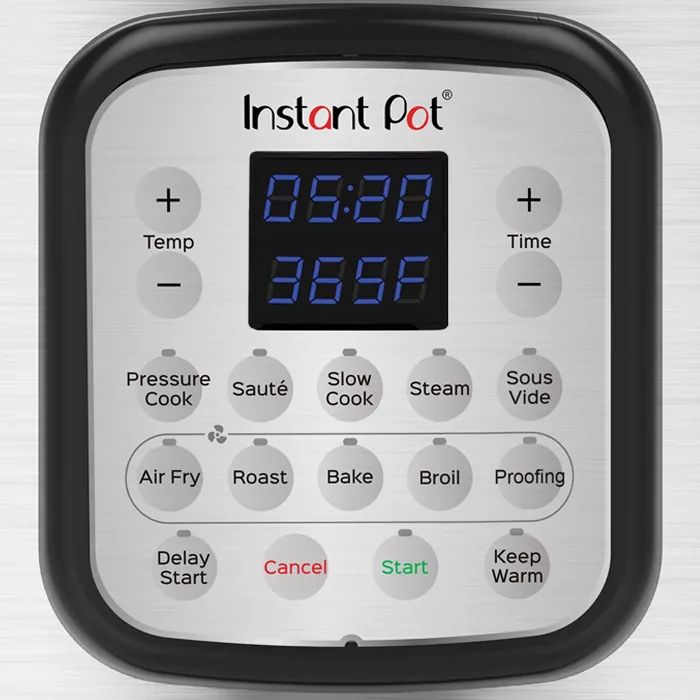 Instant Pot®
05:20
365F
+
+
Temp
Time
−
−
Pressure
Cook
Sauté
Slow
Cook
Steam
Sous
Vide
Air Fry
Roast
Bake
Broil
Proofing
Delay
Start
Cancel
Start
Keep
Warm